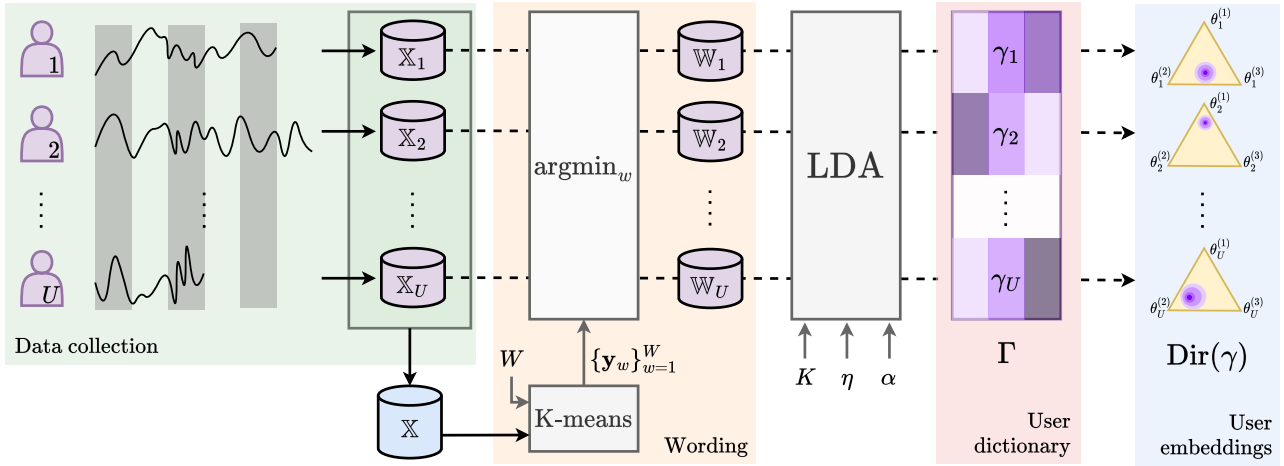 1
𝕏₁
𝕎₁
γ₁
θ₁⁽¹⁾
θ₁⁽²⁾
θ₁⁽³⁾
2
𝕏₂
argmin_w
𝕎₂
LDA
γ₂
θ₂⁽¹⁾
θ₂⁽²⁾
θ₂⁽³⁾
U
𝕏_U
𝕎_U
γ_U
θ_U⁽¹⁾
θ_U⁽²⁾
θ_U⁽³⁾
Data collection
W
{y_w}_{w=1}^W
K
η
α
Γ
Dir(γ)
𝕏
K-means
Wording
User
dictionary
User
embeddings